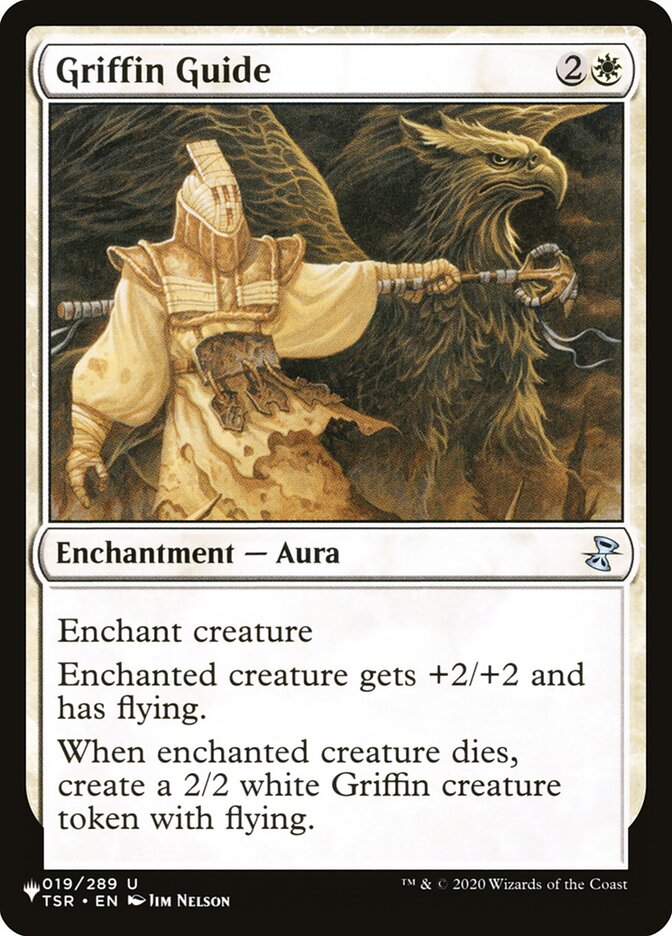 Griffin Guide 2
Enchantment — Aura
Enchant creature
Enchanted creature gets +2/+2 and
has flying.
When enchanted creature dies,
create a 2/2 white Griffin creature
token with flying.
019/289 U
TSR • EN Jim Nelson
™ & © 2020 Wizards of the Coast